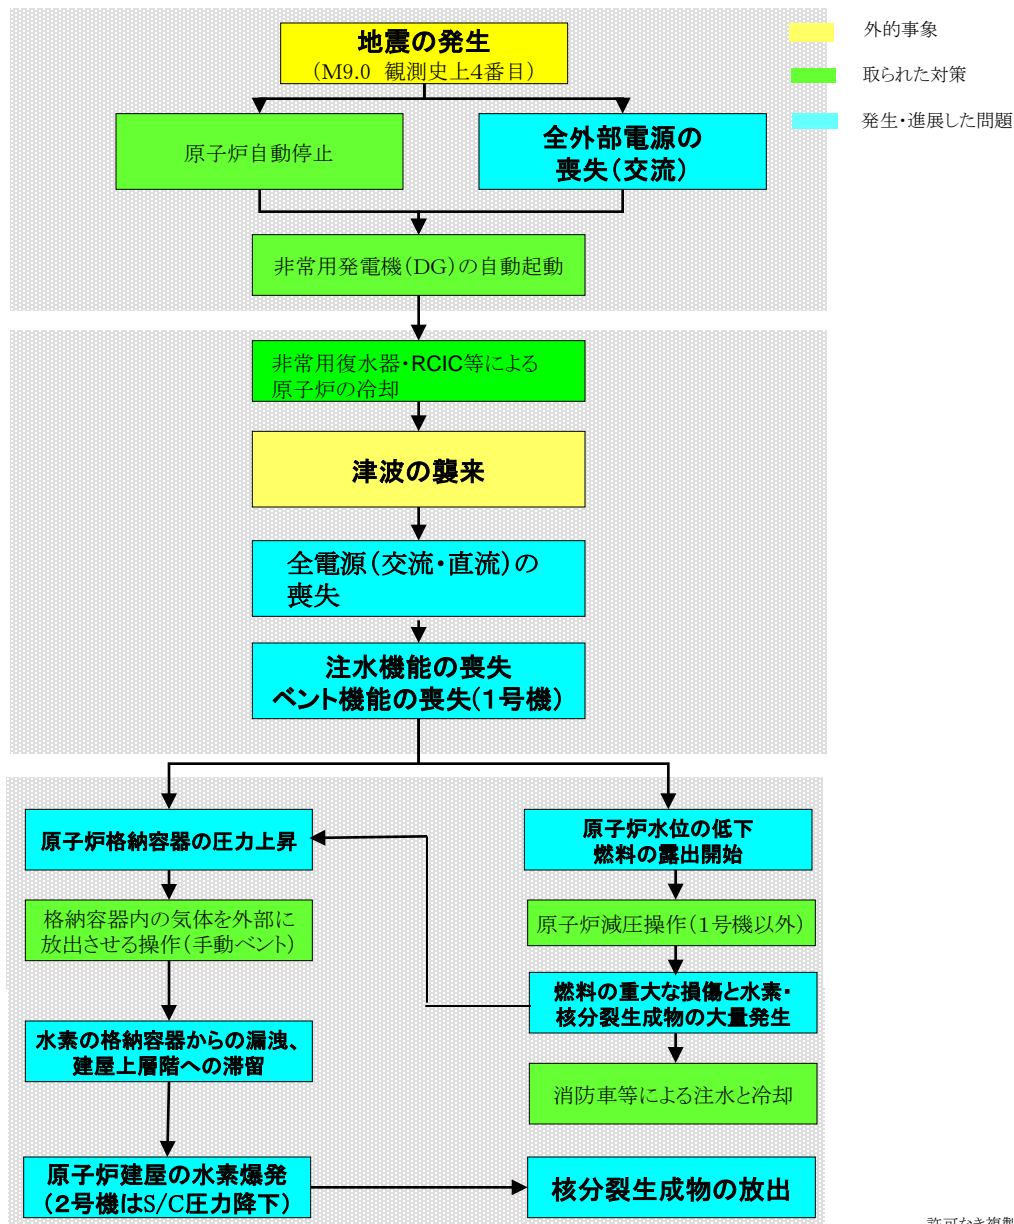 地震の発生
（M9.0 観測史上4番目）
外的事象
取られた対策
発生・進展した問題
原子炉自動停止
全外部電源の
喪失（交流）
非常用発電機（DG）の自動起動
非常用復水器・RCIC等による
原子炉の冷却
津波の襲来
全電源（交流・直流）の
喪失
注水機能の喪失
ベント機能の喪失（１号機）
原子炉格納容器の圧力上昇
原子炉水位の低下
燃料の露出開始
格納容器内の気体を外部に
放出させる操作（手動ベント）
原子炉減圧操作（１号機以外）
燃料の重大な損傷と水素・
核分裂生成物の大量発生
水素の格納容器からの漏洩、
建屋上層階への滞留
消防車等による注水と冷却
原子炉建屋の水素爆発
（２号機はS/C圧力降下）
核分裂生成物の放出